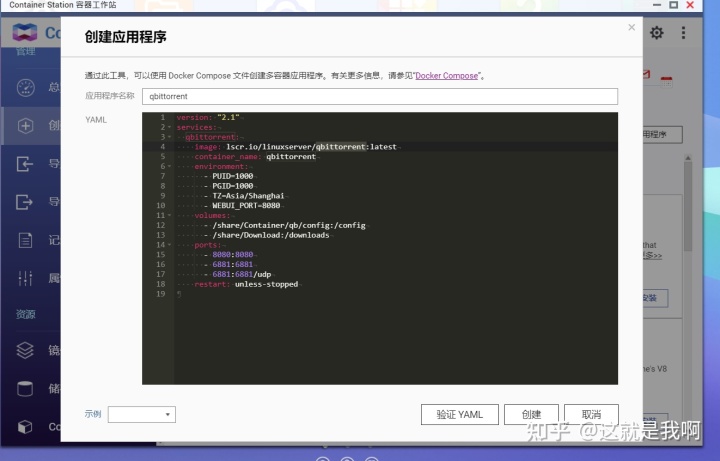 Container Station 容器工作站
Co
管理
总
创
导
导
记
属
资源
镜
储
Co
创建应用程序
通过此工具，可以使用 Docker Compose 文件创建多容器应用程序。有关更多信息，请参见"Docker Compose"。
应用程序名称
qbittorrent
YAML
1 version: "2.1"
2 services:
3 qbittorrent:
4 image: lscr.io/linuxserver/qbittorrent:latest
5 container_name: qbittorrent
6 environment:
7 - PUID=1000
8 - PGID=1000
9 - TZ=Asia/Shanghai
10 - WEBUI_PORT=8080
11 volumes:
12 - /share/Container/qb/config:/config
13 - /share/Download:/downloads
14 ports:
15 - 8080:8080
16 - 6881:6881
17 - 6881:6881/udp
18 restart: unless-stopped
19
示例
验证 YAML
创建
取消
用程序
that
多>>
安装
ne's V8
安装
知乎 @这就是我啊